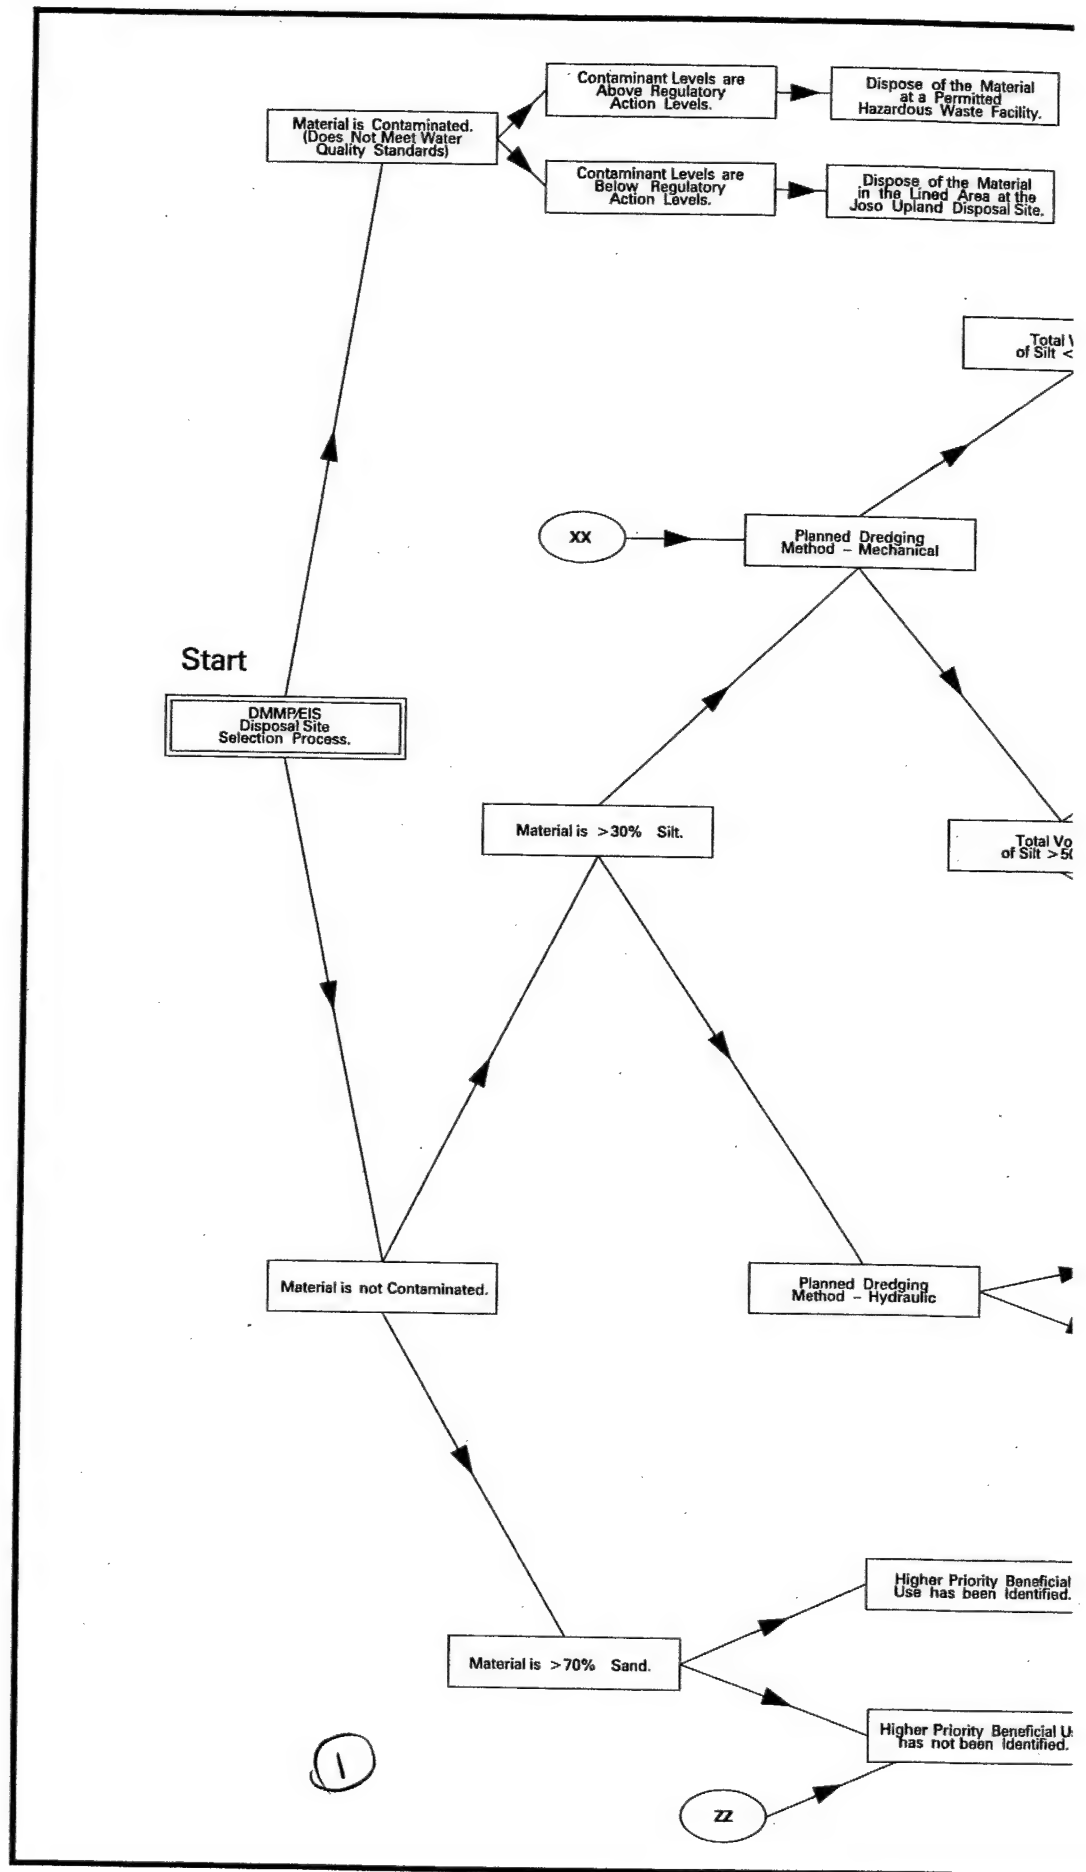 Contaminant Levels are
Above Regulatory
Action Levels.
Dispose of the Material
at a Permitted
Hazardous Waste Facility.
Material is Contaminated.
(Does Not Meet Water
Quality Standards)
Contaminant Levels are
Below Regulatory
Action Levels.
Dispose of the Material
in the Lined Area at the
Joso Upland Disposal Site.
Total
of Silt <
XX
Planned Dredging
Method – Mechanical
Start
DMMP/EIS
Disposal Site
Selection Process.
Material is >30% Silt.
Total Vo
of Silt >50
Material is not Contaminated.
Planned Dredging
Method – Hydraulic
Higher Priority Beneficial
Use has been Identified.
Material is >70% Sand.
Higher Priority Beneficial U
has not been Identified.
1
ZZ